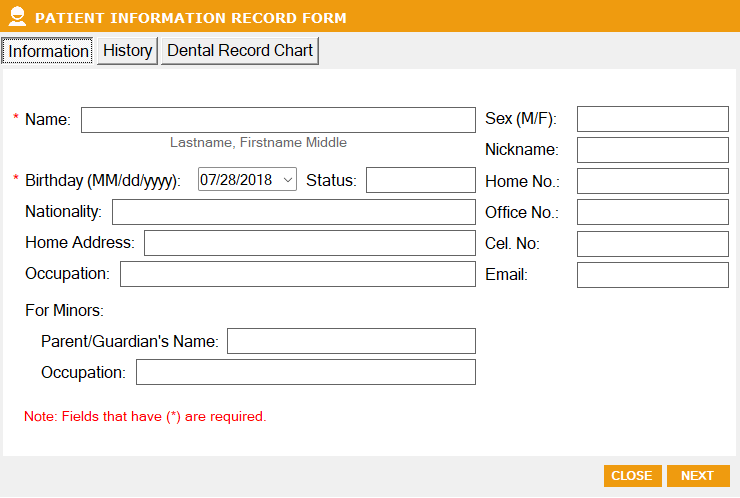 PATIENT INFORMATION RECORD FORM
Information History Dental Record Chart
* Name:
Lastname, Firstname Middle
* Birthday (MM/dd/yyyy): 07/28/2018 Status:
Nationality:
Home Address:
Occupation:
For Minors:
Parent/Guardian's Name:
Occupation:
Sex (M/F):
Nickname:
Home No.:
Office No.:
Cel. No:
Email:
Note: Fields that have (*) are required.
CLOSE NEXT